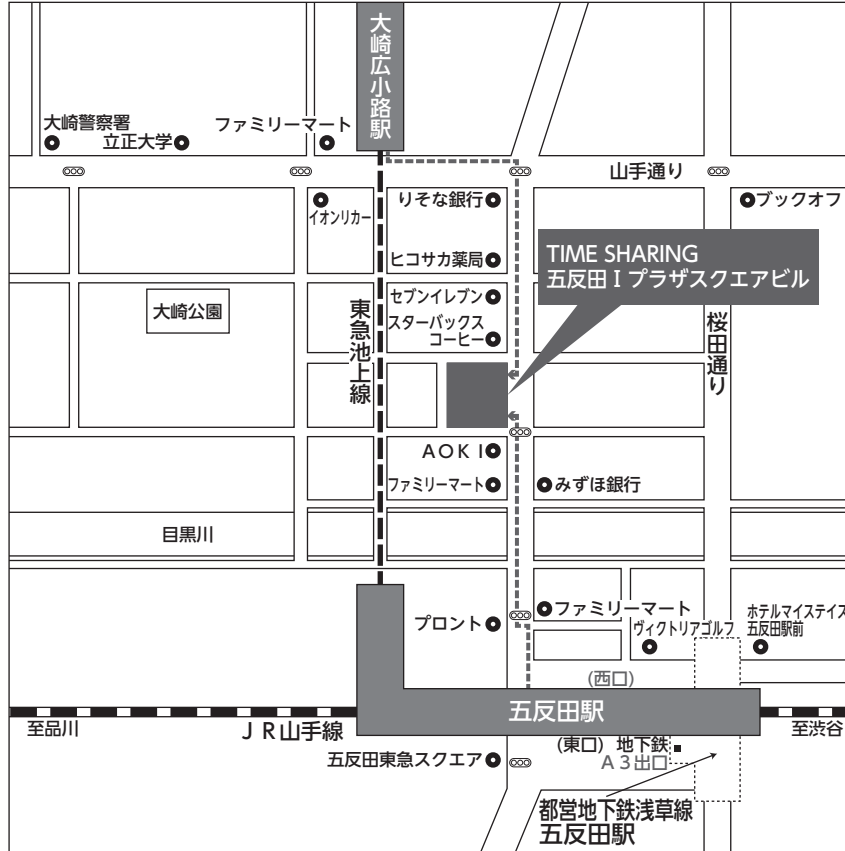 大崎広小路駅
大崎警察署
立正大学
ファミリーマート
山手通り
イオンリカー
りそな銀行
ブックオフ
ヒコサカ薬局
TIME SHARING
五反田Ⅰプラザスクエアビル
セブンイレブン
スターバックス
コーヒー
大崎公園
東急池上線
桜田通り
AOKI
ファミリーマート
みずほ銀行
目黒川
プロント
ファミリーマート
ヴィクトリアゴルフ
ホテルマイステイズ
五反田駅前
(西口)
五反田駅
至品川
JR山手線
至渋谷
(東口) 地下鉄
A3出口
五反田東急スクエア
都営地下鉄浅草線
五反田駅